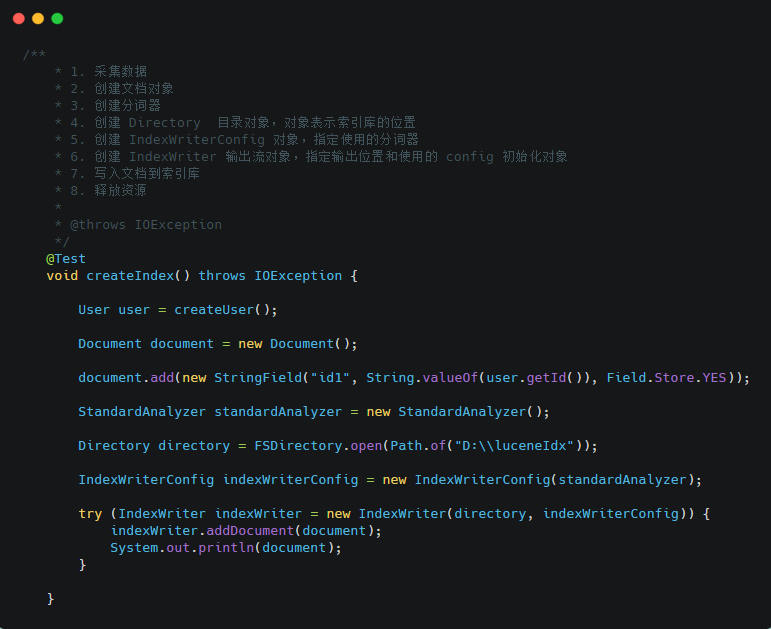 /**
 * 1. 采集数据
 * 2. 创建文档对象
 * 3. 创建分词器
 * 4. 创建 Directory  目录对象，对象表示索引库的位置
 * 5. 创建 IndexWriterConfig 对象，指定使用的分词器
 * 6. 创建 IndexWriter 输出流对象，指定输出位置和使用的 config 初始化对象
 * 7. 写入文档到索引库
 * 8. 释放资源
 *
 * @throws IOException
 */
@Test
void createIndex() throws IOException {
User user = createUser();
Document document = new Document();
document.add(new StringField("id1", String.valueOf(user.getId()), Field.Store.YES));
StandardAnalyzer standardAnalyzer = new StandardAnalyzer();
Directory directory = FSDirectory.open(Path.of("D:\\luceneIdx"));
IndexWriterConfig indexWriterConfig = new IndexWriterConfig(standardAnalyzer);
try (IndexWriter indexWriter = new IndexWriter(directory, indexWriterConfig)) {
indexWriter.addDocument(document);
System.out.println(document);
}
}